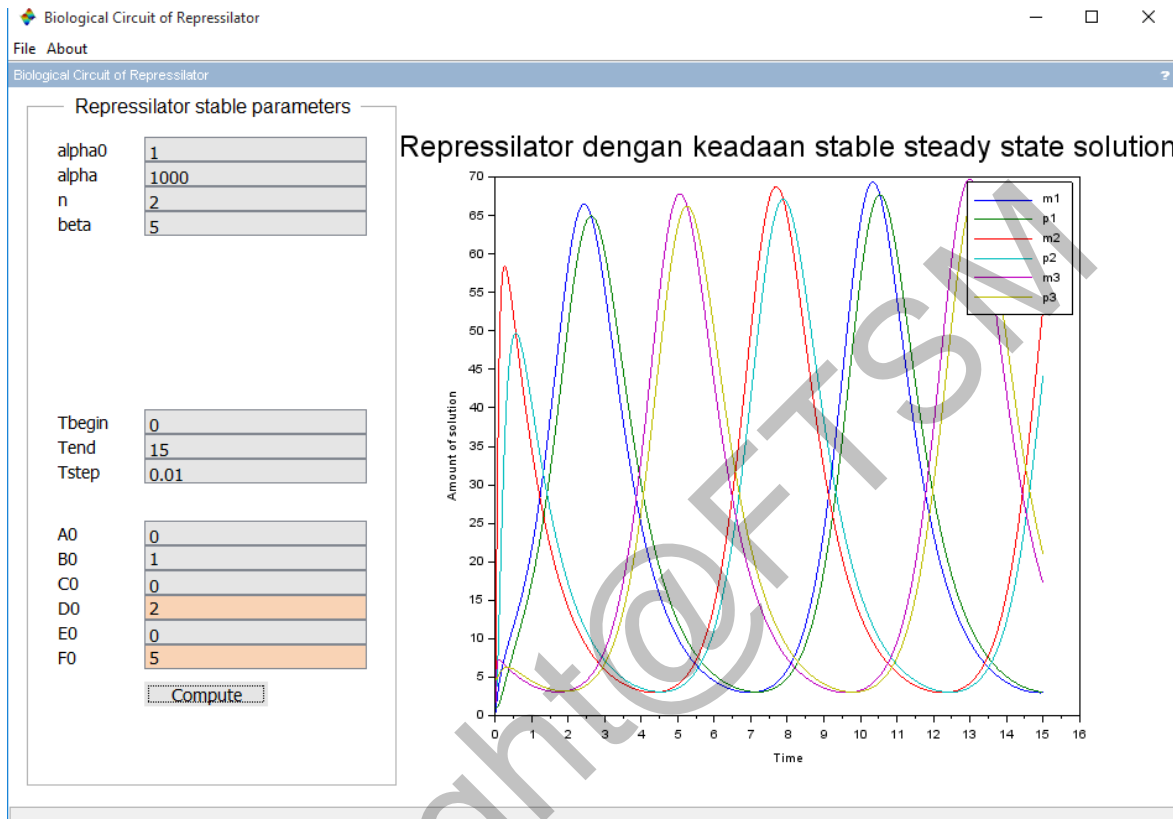 Biological Circuit of Repressilator
File About
Biological Circuit of Repressilator ?
Repressilator stable parameters
alpha0 1
alpha 1000
n 2
beta 5
Tbegin 0
Tend 15
Tstep 0.01
A0 0
B0 1
C0 0
D0 2
E0 0
F0 5
Compute
Repressilator dengan keadaan stable steady state solution
70
65
60
55
50
45
40
35
30
25
20
15
10
5
0
Amount of solution
0 1 2 3 4 5 6 7 8 9 10 11 12 13 14 15 16
Time
m1
p1
m2
p2
m3
p3
ght@FTSM